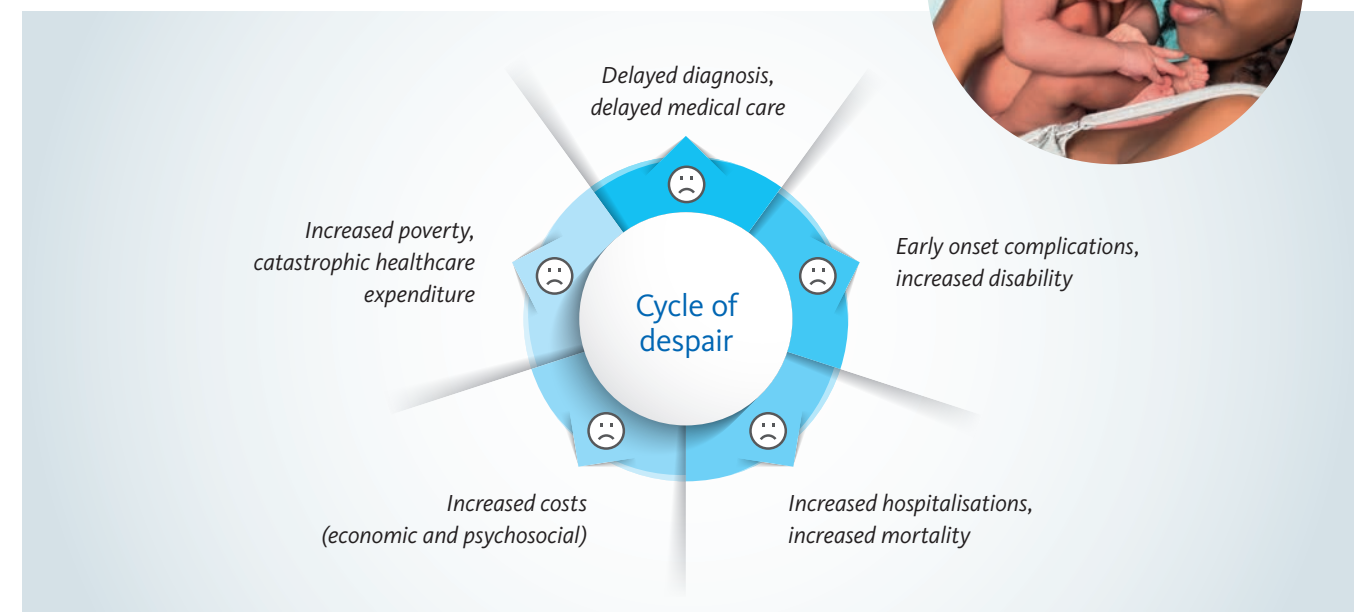 Delayed diagnosis,
delayed medical care
Early onset complications,
increased disability
Increased hospitalisations,
increased mortality
Increased costs
(economic and psychosocial)
Increased poverty,
catastrophic healthcare
expenditure
Cycle of
despair